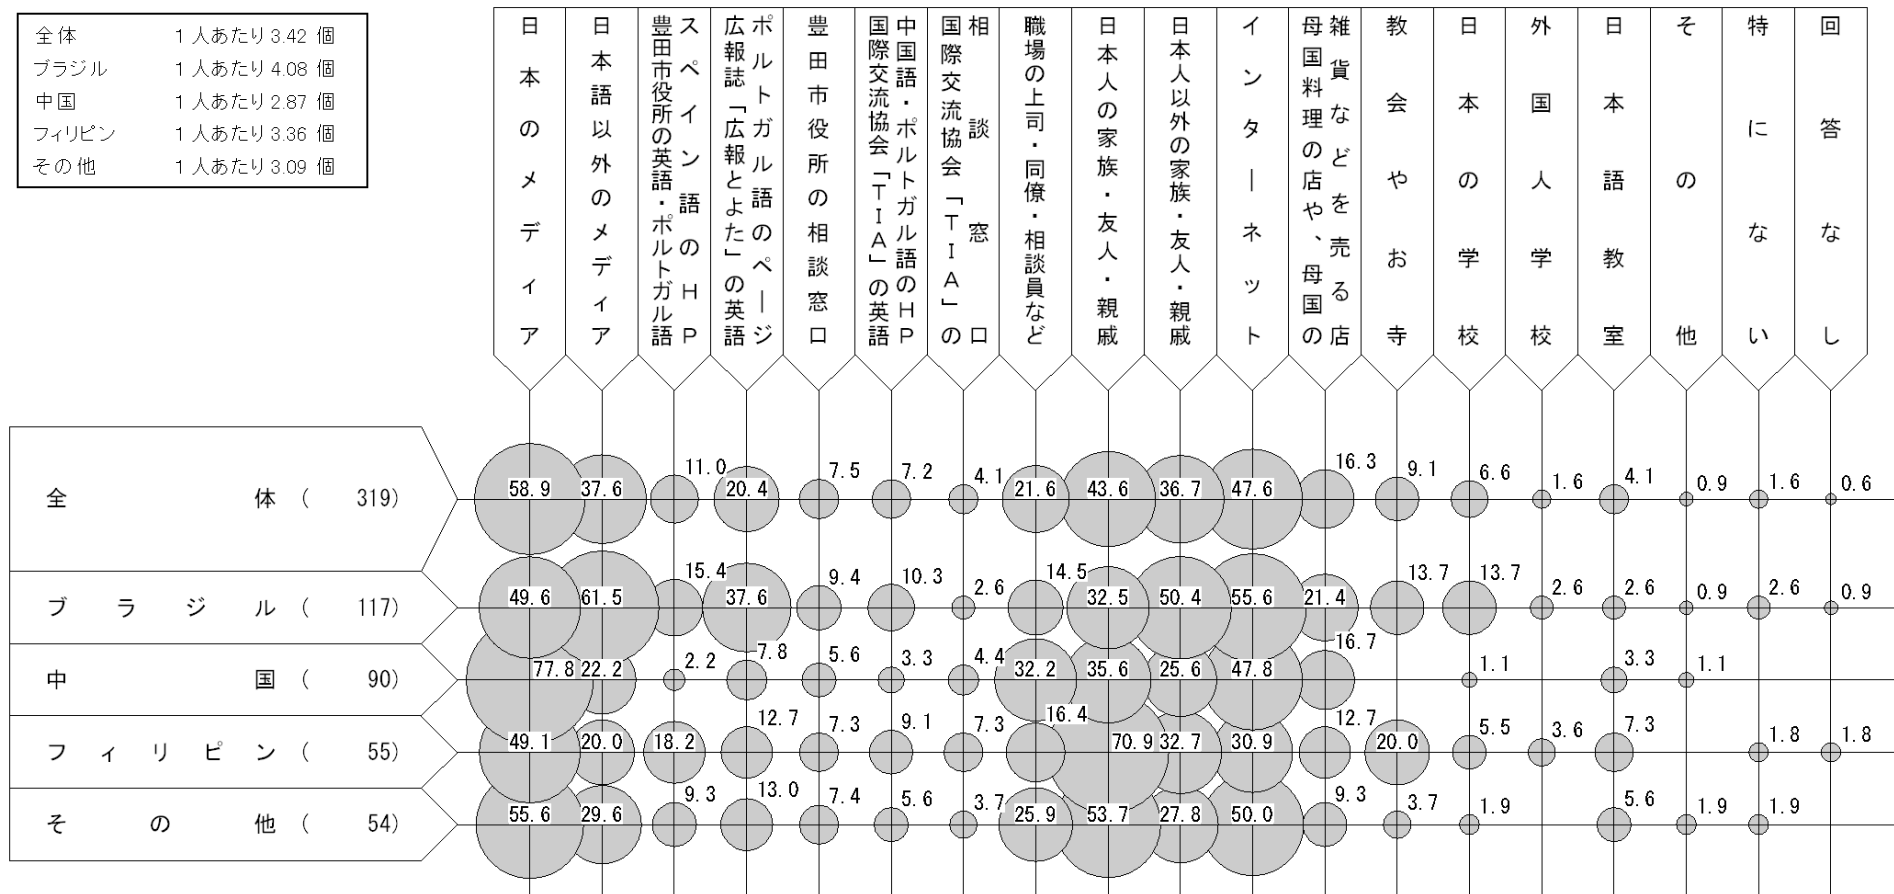 全体 1人あたり3.42 個
ブラジル 1人あたり4.08 個
中国 1人あたり2.87 個
フィリピン 1人あたり3.36 個
その他 1人あたり3.09 個
日本のメディア
日本語以外のメディア
豊田市役所の英語・ポルトガル語
スペイン語のHP
広報誌「広報とよた」の英語
ポルトガル語のページ
豊田市役所の相談窓口
国際交流協会「TIA」の英語
中国語・ポルトガル語のHP
国際交流協会「TIA」の
相談窓口
職場の上司・同僚・相談員など
日本人の家族・友人・親戚
日本人以外の家族・友人・親戚
インターネット
母国料理の店や、母国の
雑貨などを売る店
教会やお寺
日本の学校
外国人学校
日本語教室
その他
特にない
回答なし
全体 ( 319) 58.9 37.6 11.0 20.4 7.5 7.2 4.1 21.6 43.6 36.7 47.6 16.3 9.1 6.6 1.6 4.1 0.9 1.6 0.6
ブラジル ( 117) 49.6 61.5 15.4 37.6 9.4 10.3 2.6 14.5 32.5 50.4 55.6 21.4 13.7 13.7 2.6 2.6 0.9 2.6 0.9
中国 ( 90) 77.8 22.2 2.2 7.8 5.6 3.3 4.4 32.2 35.6 25.6 47.8 16.7 1.1 3.3 1.1
フィリピン ( 55) 49.1 20.0 18.2 12.7 7.3 9.1 7.3 16.4 70.9 32.7 30.9 12.7 20.0 5.5 3.6 7.3 1.8 1.8
その他 ( 54) 55.6 29.6 9.3 13.0 7.4 5.6 3.7 25.9 53.7 27.8 50.0 9.3 3.7 1.9 5.6 1.9 1.9